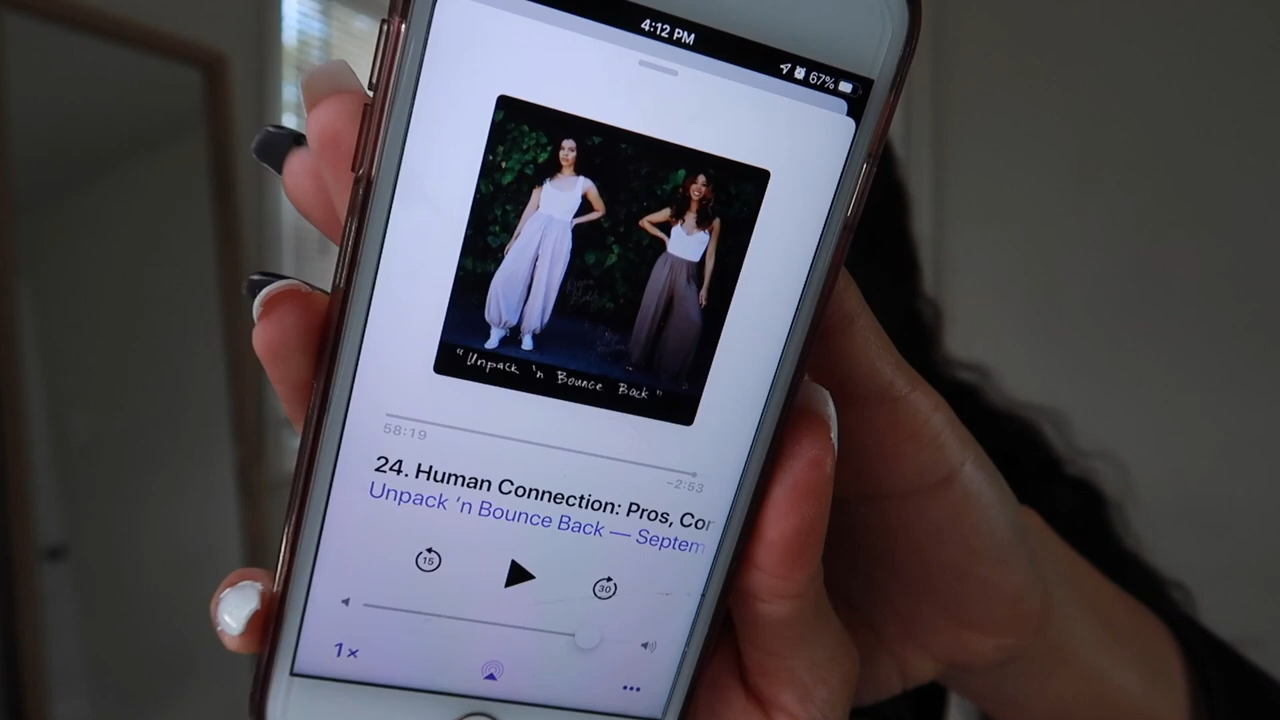 4:12 PM
67%
"Unpack 'n Bounce Back"
58:19
-2:53
24. Human Connection: Pros, Cor
Unpack 'n Bounce Back — Septem
15
30
1×